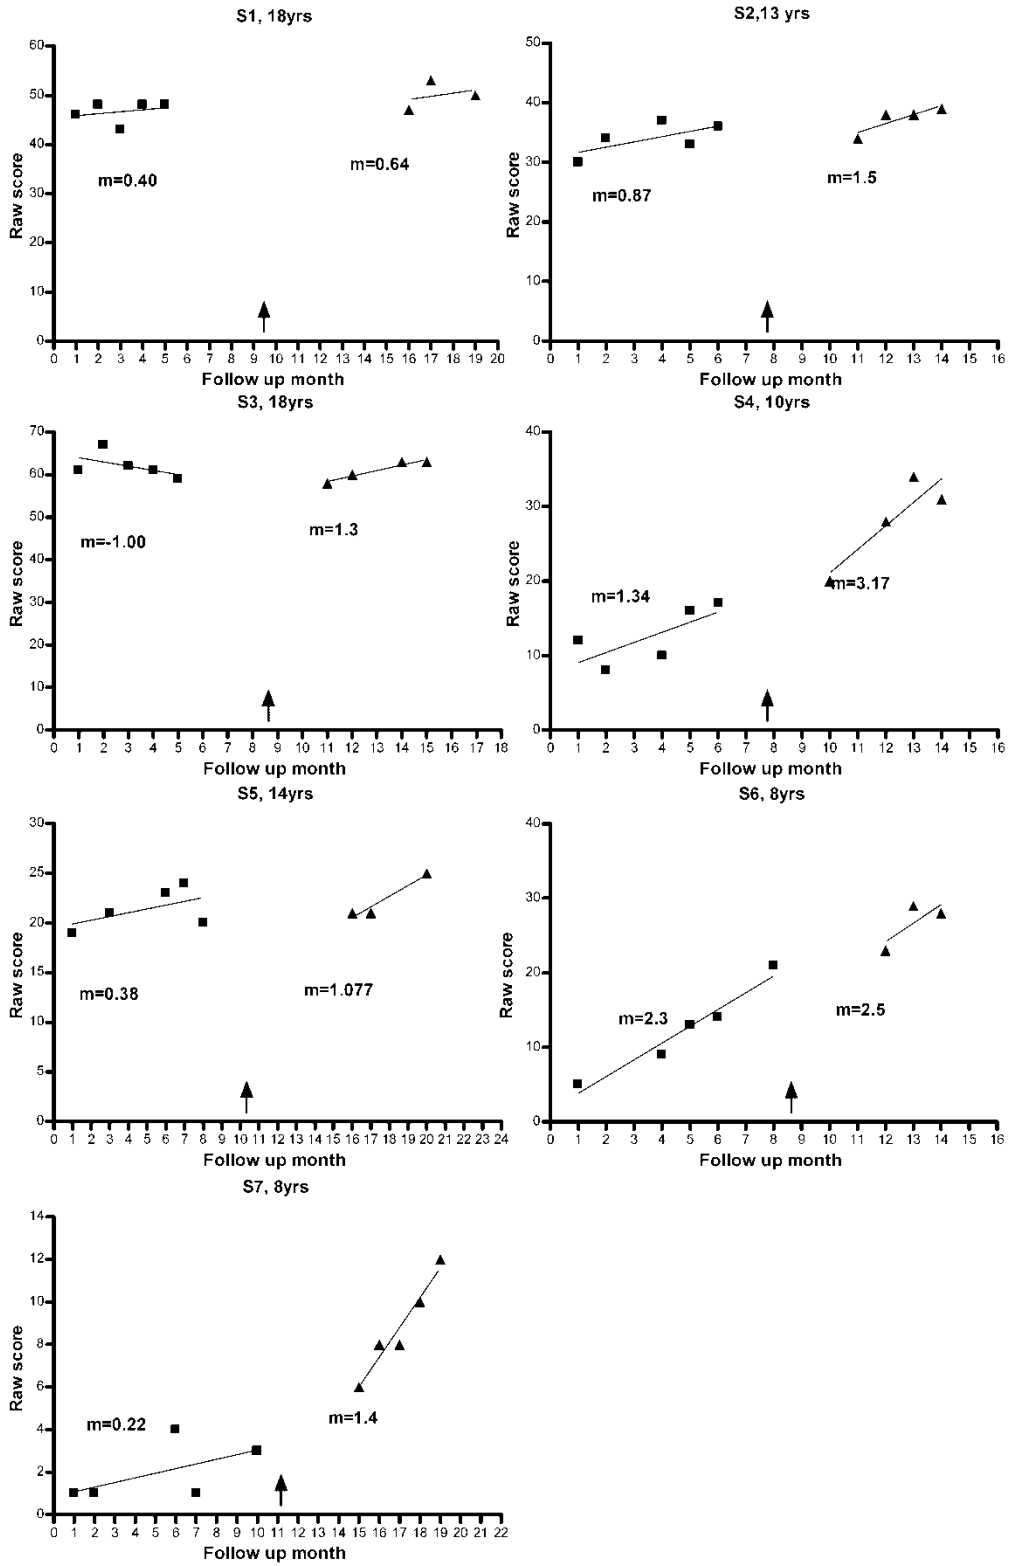 S1, 18yrs
Raw score
60
50
40
30
20
10
0
m=0.40
m=0.64
0 1 2 3 4 5 6 7 8 9 10 11 12 13 14 15 16 17 18 19 20
Follow up month
S2,13 yrs
Raw score
50
40
30
20
10
0
m=0.87
m=1.5
0 1 2 3 4 5 6 7 8 9 10 11 12 13 14 15 16
Follow up month
S3, 18yrs
Raw score
70
60
50
40
30
20
10
0
m=-1.00
m=1.3
0 1 2 3 4 5 6 7 8 9 10 11 12 13 14 15 16 17 18
Follow up month
S4, 10yrs
Raw score
40
30
20
10
0
m=1.34
m=3.17
0 1 2 3 4 5 6 7 8 9 10 11 12 13 14 15 16
Follow up month
S5, 14yrs
Raw score
30
25
20
15
10
5
0
m=0.38
m=1.077
0 1 2 3 4 5 6 7 8 9 10 11 12 13 14 15 16 17 18 19 20 21 22 23 24
Follow up month
S6, 8yrs
Raw score
40
30
20
10
0
m=2.3
m=2.5
0 1 2 3 4 5 6 7 8 9 10 11 12 13 14 15 16
Follow up month
S7, 8yrs
Raw score
14
12
10
8
6
4
2
0
m=0.22
m=1.4
0 1 2 3 4 5 6 7 8 9 10 11 12 13 14 15 16 17 18 19 20 21 22
Follow up month